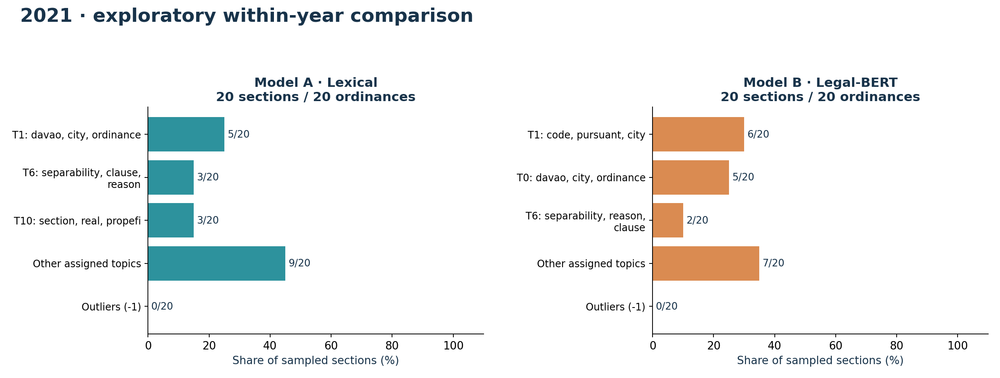 2021 · exploratory within-year comparison
Model A · Lexical
20 sections / 20 ordinances
T1: davao, city, ordinance
5/20
T6: separability, clause,
reason
3/20
T10: section, real, propefi
3/20
Other assigned topics
9/20
Outliers (-1)
0/20
0 20 40 60 80 100
Share of sampled sections (%)
Model B · Legal-BERT
20 sections / 20 ordinances
T1: code, pursuant, city
6/20
T0: davao, city, ordinance
5/20
T6: separability, reason,
clause
2/20
Other assigned topics
7/20
Outliers (-1)
0/20
0 20 40 60 80 100
Share of sampled sections (%)